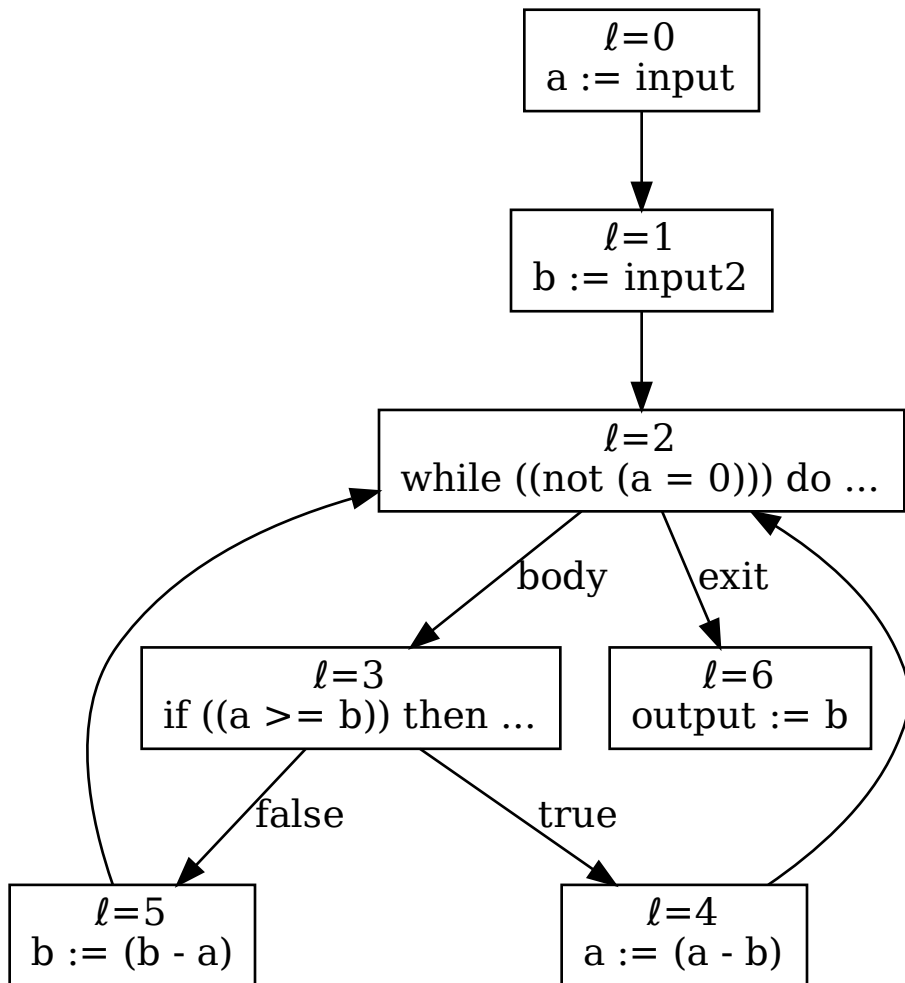 ℓ=0
a := input
ℓ=1
b := input2
ℓ=2
while ((not (a = 0))) do ...
body
exit
ℓ=3
if ((a >= b)) then ...
ℓ=6
output := b
false
true
ℓ=5
b := (b - a)
ℓ=4
a := (a - b)